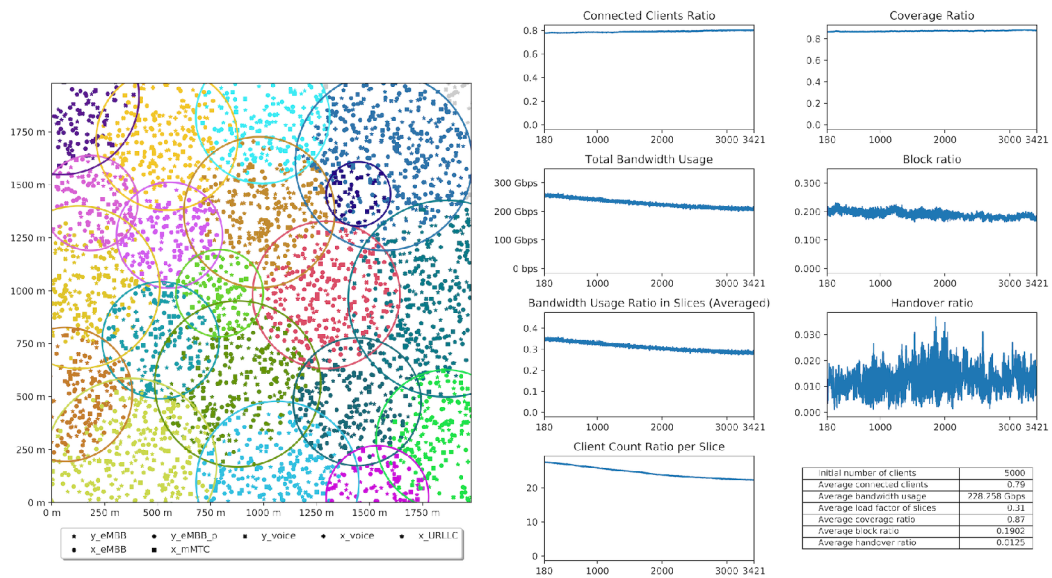 1750 m
1500 m
1250 m
1000 m
750 m
500 m
250 m
0 m
0 m 250 m 500 m 750 m 1000 m 1250 m 1500 m 1750 m
y_eMBB y_eMBB_p y_voice x_voice x_URLLC
x_eMBB x_mMTC
Connected Clients Ratio
0.8
0.6
0.4
0.2
0.0
180 1000 2000 3000 3421
Coverage Ratio
0.8
0.6
0.4
0.2
0.0
180 1000 2000 3000 3421
Total Bandwidth Usage
300 Gbps
200 Gbps
100 Gbps
0 bps
180 1000 2000 3000 3421
Block ratio
0.300
0.200
0.100
0.000
180 1000 2000 3000 3421
Bandwidth Usage Ratio in Slices (Averaged)
0.4
0.3
0.2
0.1
0.0
180 1000 2000 3000 3421
Handover ratio
0.030
0.020
0.010
0.000
180 1000 2000 3000 3421
Client Count Ratio per Slice
20
10
0
180 1000 2000 3000 3421
Initial number of clients 5000
Average connected clients 0.79
Average bandwidth usage 228.258 Gbps
Average load factor of slices 0.31
Average coverage ratio 0.87
Average block ratio 0.1902
Average handover ratio 0.0125